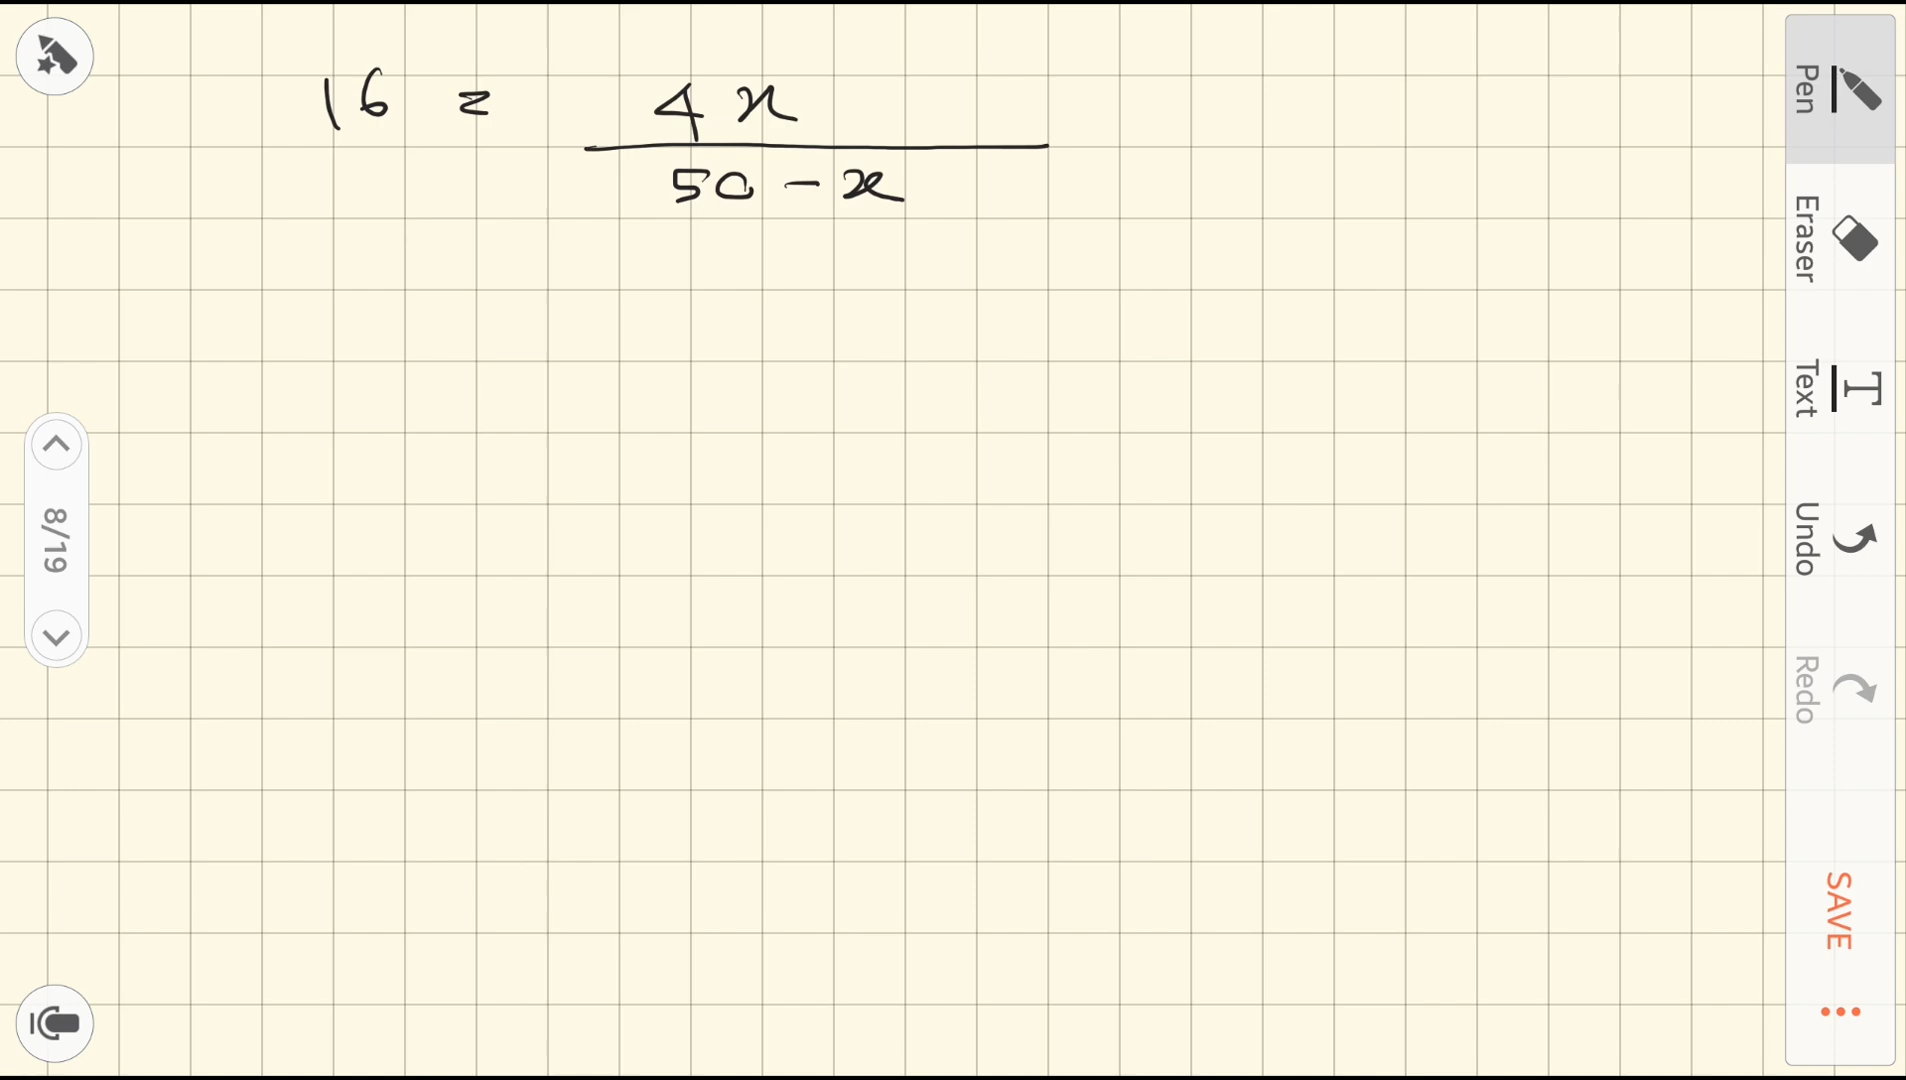 16 = 4x
50 - x
Pen
Eraser
Text
Undo
Redo
SAVE
8/19